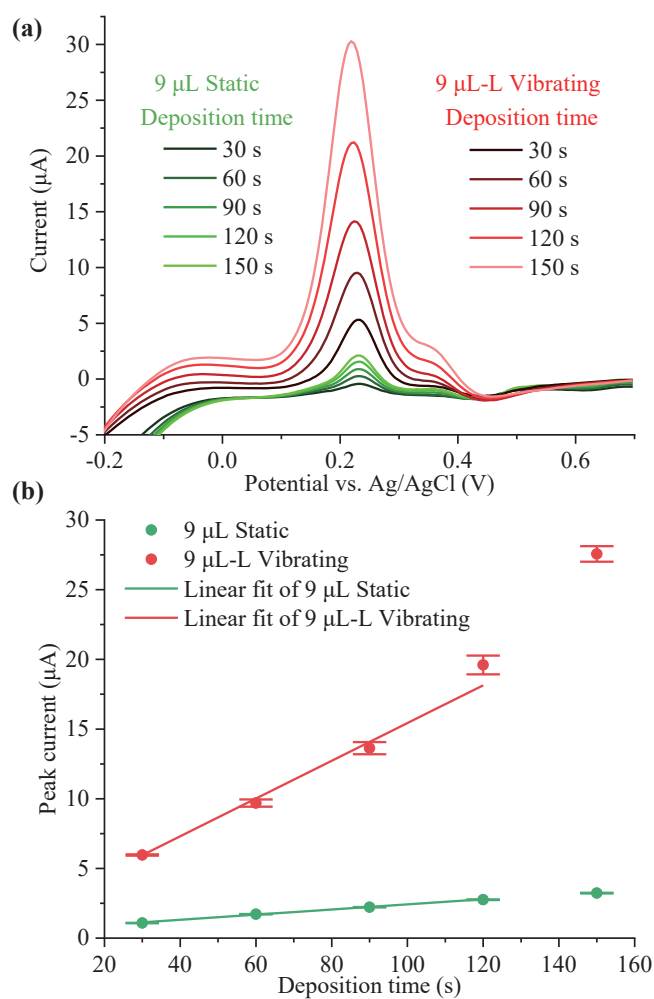 (a)
30
25
20
15
10
5
0
-5
Current (μA)
9 μL Static
Deposition time
30 s
60 s
90 s
120 s
150 s
9 μL-L Vibrating
Deposition time
30 s
60 s
90 s
120 s
150 s
-0.2 0.0 0.2 0.4 0.6
Potential vs. Ag/AgCl (V)
(b)
30
25
20
15
10
5
0
Peak current (μA)
9 μL Static
9 μL-L Vibrating
Linear fit of 9 μL Static
Linear fit of 9 μL-L Vibrating
20 40 60 80 100 120 140 160
Deposition time (s)